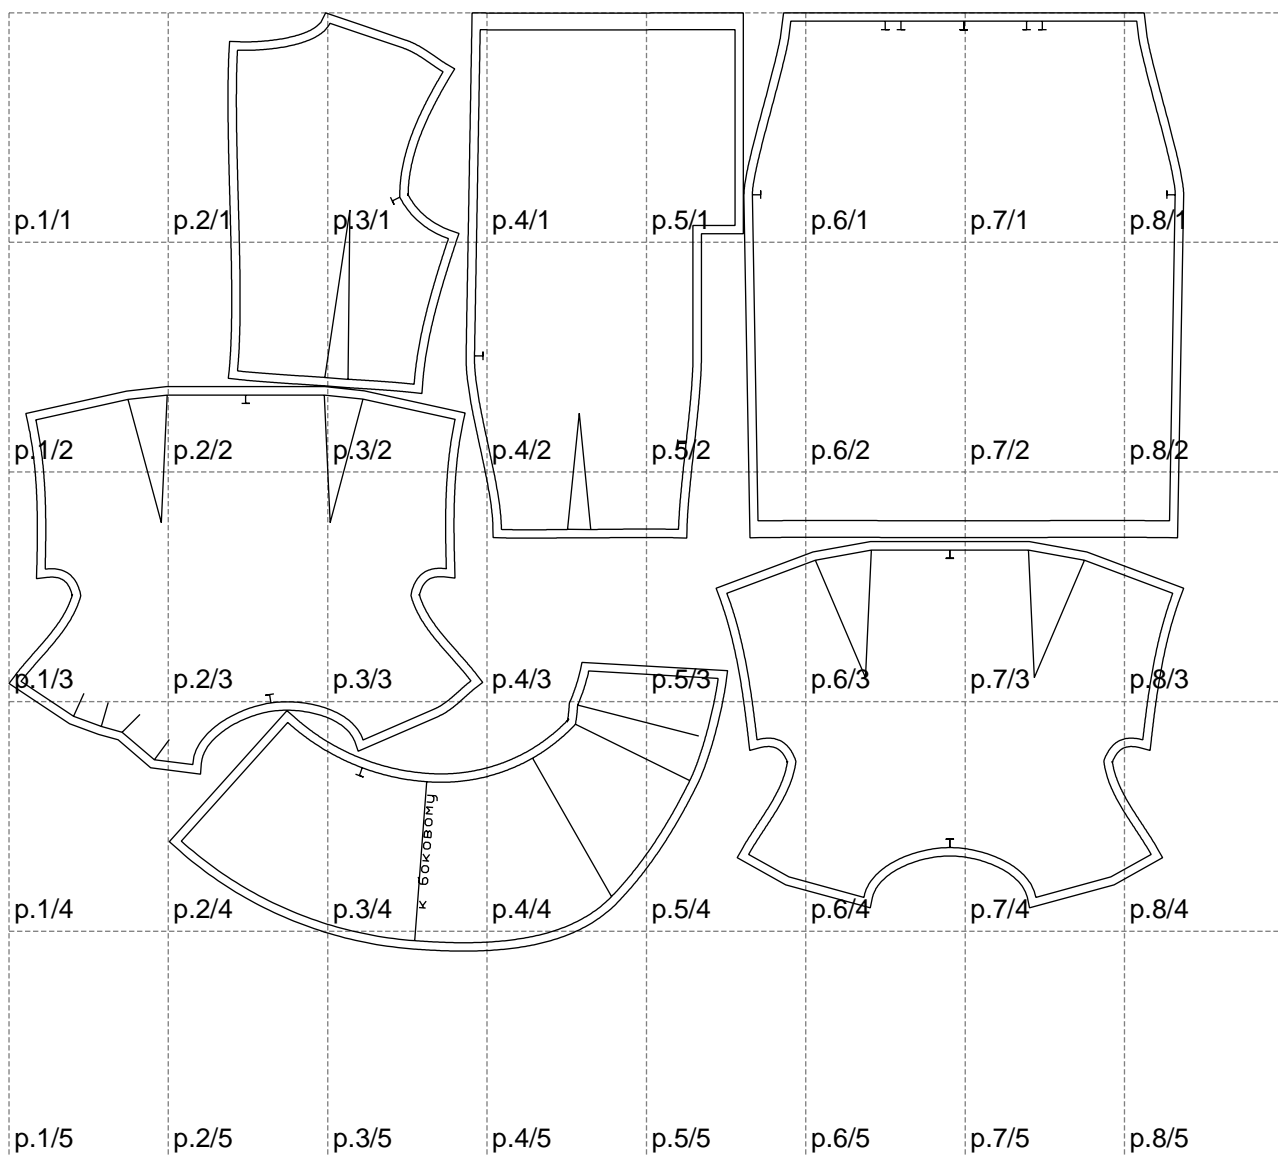 p.1/1 p.2/1 p.3/1 p.4/1 p.5/1 p.6/1 p.7/1 p.8/1
p.1/2 p.2/2 p.3/2 p.4/2 p.5/2 p.6/2 p.7/2 p.8/2
p.1/3 p.2/3 p.3/3 p.4/3 p.5/3 p.6/3 p.7/3 p.8/3
к боковому
p.1/4 p.2/4 p.3/4 p.4/4 p.5/4 p.6/4 p.7/4 p.8/4
p.1/5 p.2/5 p.3/5 p.4/5 p.5/5 p.6/5 p.7/5 p.8/5